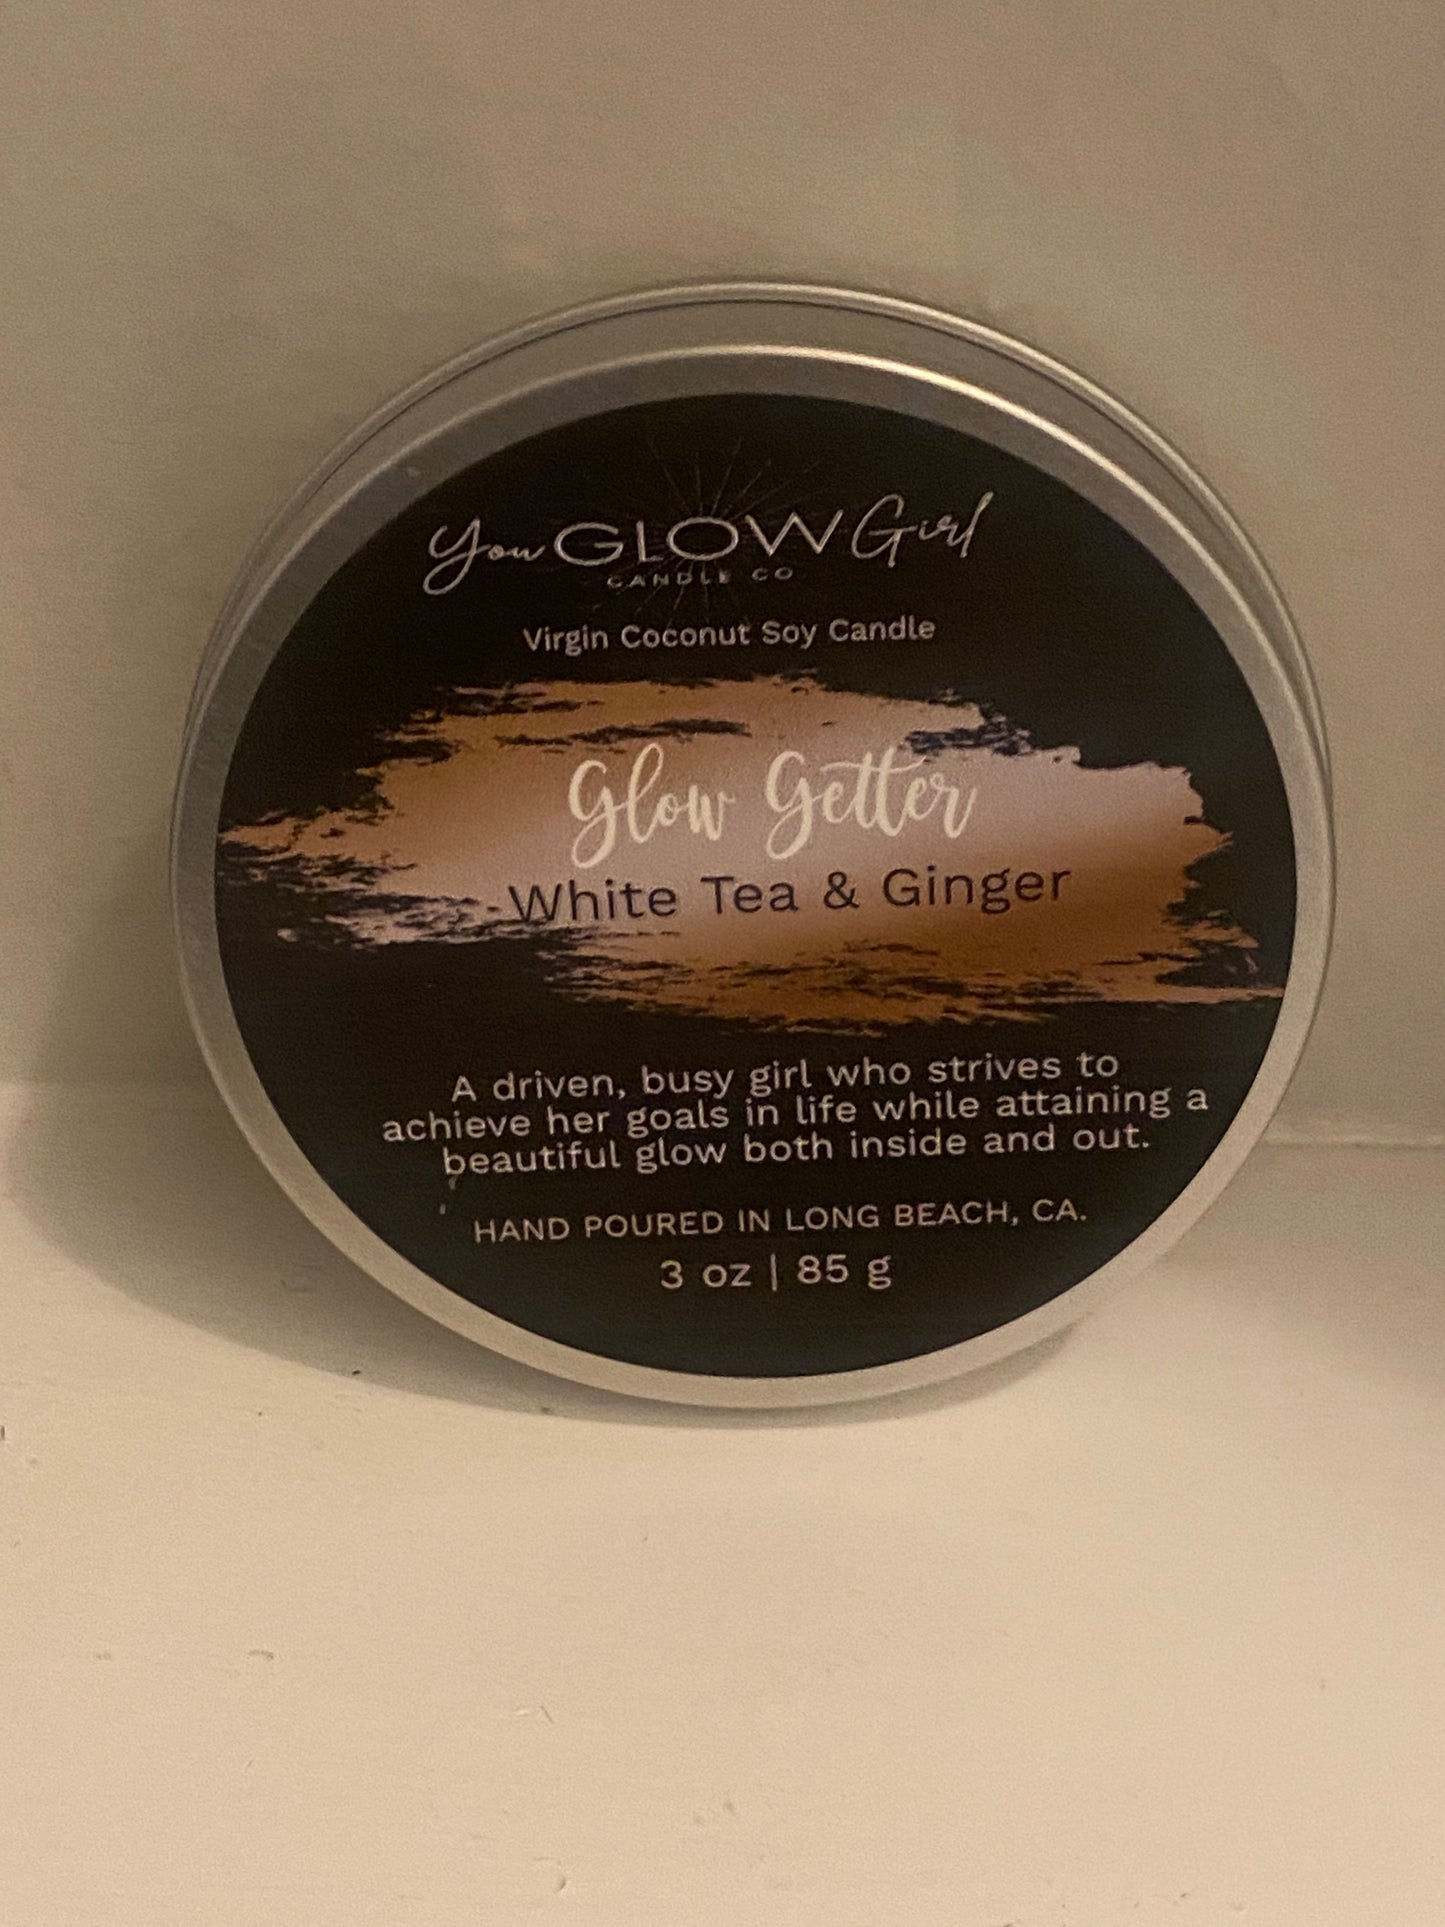 You GLOW Girl
CANDLE CO
Virgin Coconut Soy Candle
Glow Getter
White Tea & Ginger
A driven, busy girl who strives to
achieve her goals in life while attaining a
beautiful glow both inside and out.
HAND POURED IN LONG BEACH, CA.
3 oz | 85 g